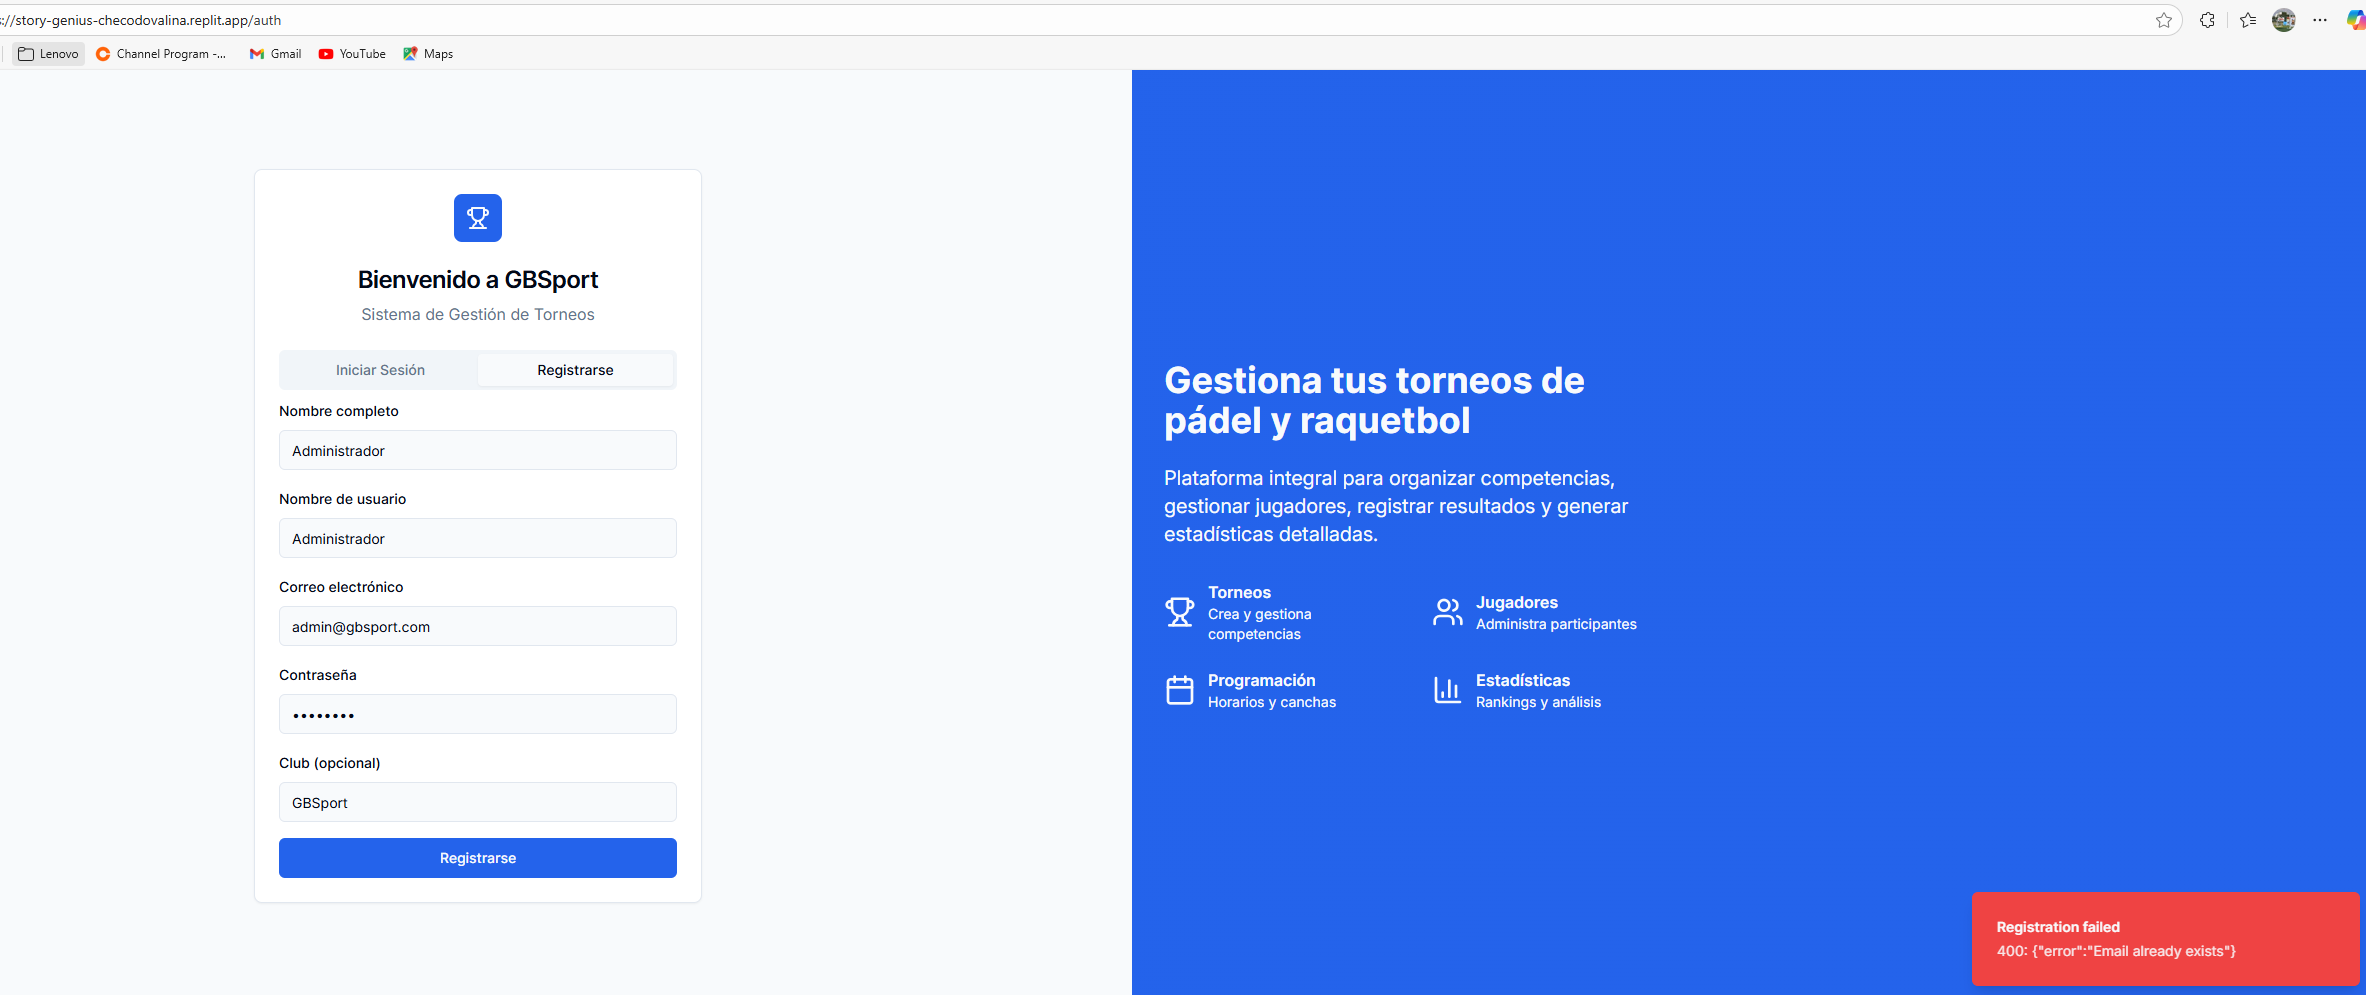 ://story-genius-checodovalina.replit.app/auth
Lenovo
Channel Program -...
Gmail
YouTube
Maps
Bienvenido a GBSport
Sistema de Gestión de Torneos
Iniciar Sesión
Registrarse
Nombre completo
Administrador
Nombre de usuario
Administrador
Correo electrónico
admin@gbsport.com
Contraseña
••••••••
Club (opcional)
GBSport
Registrarse
Gestiona tus torneos de
pádel y raquetbol
Plataforma integral para organizar competencias,
gestionar jugadores, registrar resultados y generar
estadísticas detalladas.
Torneos
Crea y gestiona
competencias
Jugadores
Administra participantes
Programación
Horarios y canchas
Estadísticas
Rankings y análisis
Registration failed
400: {"error":"Email already exists"}